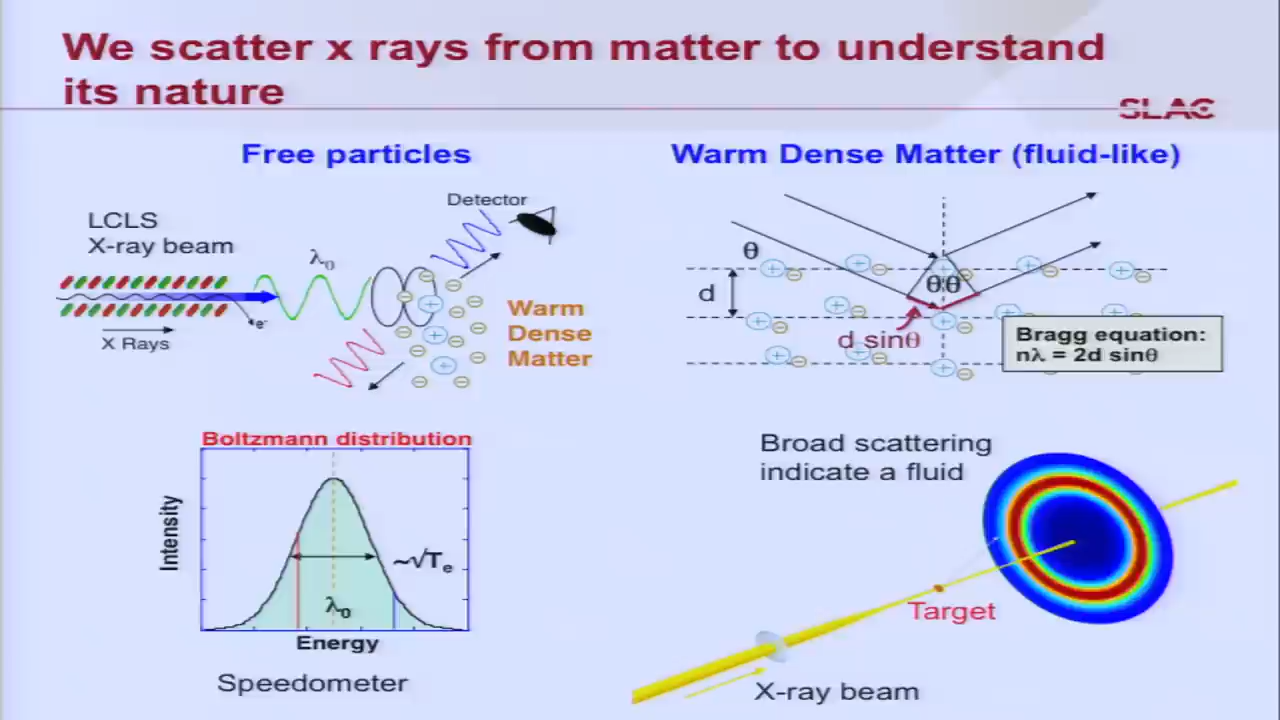 We scatter x rays from matter to understand
its nature
SLAC
Free particles
Warm Dense Matter (fluid-like)
LCLS
X-ray beam
λ₀
Detector
e-
X Rays
Warm
Dense
Matter
θ
θθ
d
d sinθ
Bragg equation:
nλ = 2d sinθ
Boltzmann distribution
Intensity
~√Te
λ₀
Energy
Speedometer
Broad scattering
indicate a fluid
Target
X-ray beam